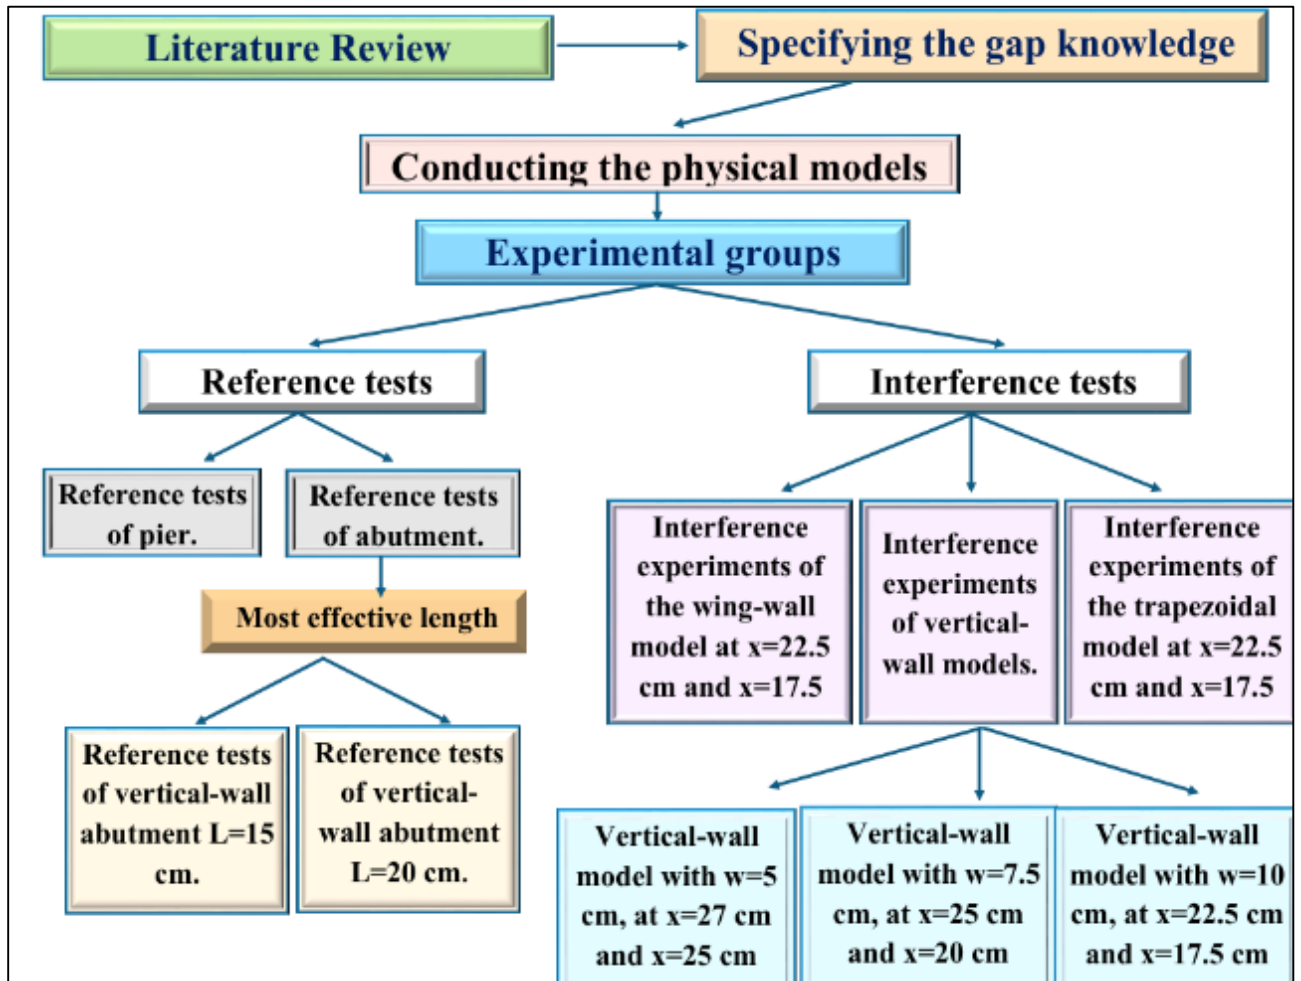 Literature Review
Specifying the gap knowledge
Conducting the physical models
Experimental groups
Reference tests
Interference tests
Reference tests
of pier.
Reference tests
of abutment.
Most effective length
Reference tests
of vertical-wall
abutment L=15
cm.
Reference tests
of vertical-
wall abutment
L=20 cm.
Interference
experiments of
the wing-wall
model at x=22.5
cm and x=17.5
Interference
experiments
of vertical-
wall models.
Interference
experiments of
the trapezoidal
model at x=22.5
cm and x=17.5
Vertical-wall
model with w=5
cm, at x=27 cm
and x=25 cm
Vertical-wall
model with w=7.5
cm, at x=25 cm
and x=20 cm
Vertical-wall
model with w=10
cm, at x=22.5 cm
and x=17.5 cm